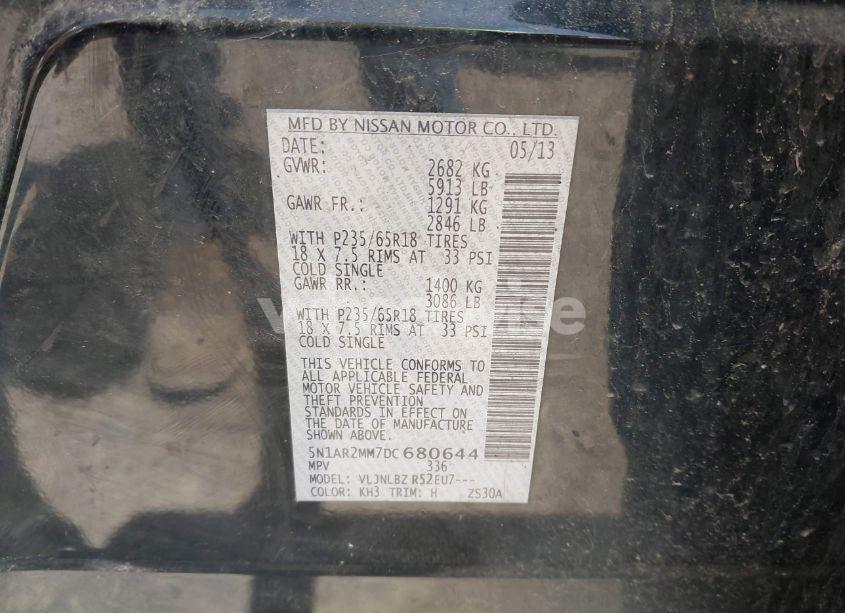 MFD BY NISSAN MOTOR CO., LTD.
DATE: 05/13
GVWR: 2682 KG
5913 LB
GAWR FR.: 1291 KG
2846 LB
WITH P235/65R18 TIRES
18 X 7.5 RIMS AT 33 PSI
COLD SINGLE
GAWR RR.: 1400 KG
3086 LB
WITH P235/65R18 TIRES
18 X 7.5 RIMS AT 33 PSI
COLD SINGLE
THIS VEHICLE CONFORMS TO
ALL APPLICABLE FEDERAL
MOTOR VEHICLE SAFETY AND
THEFT PREVENTION
STANDARDS IN EFFECT ON
THE DATE OF MANUFACTURE
SHOWN ABOVE.
5N1AR2MM7DC680644
MPV 336
MODEL: VLJNLBZ R52EU7---
COLOR: KH3 TRIM: H ZS30A